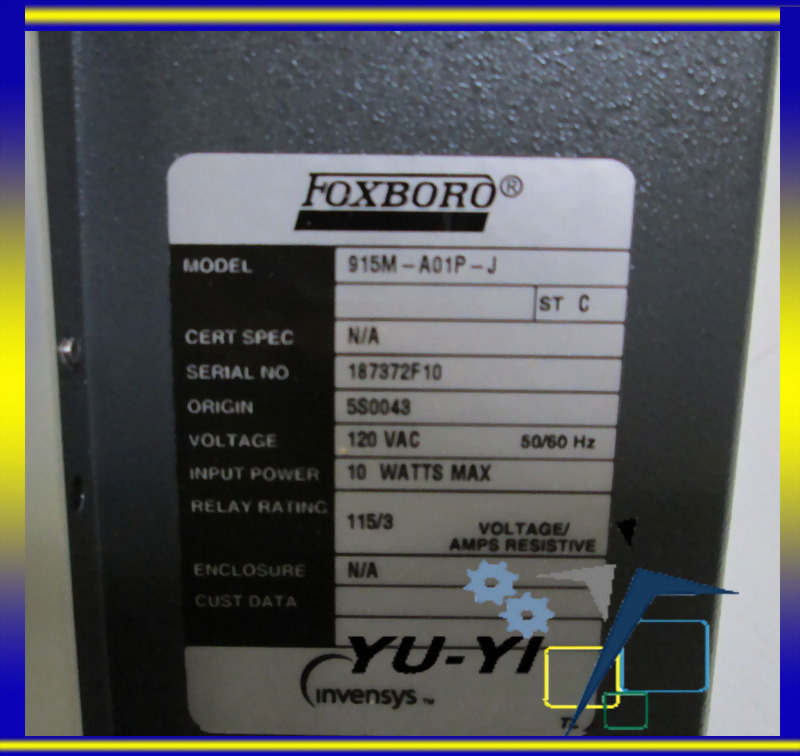 FOXBORO®
MODEL 915M-A01P-J
ST C
CERT SPEC N/A
SERIAL NO 187372F10
ORIGIN 5S0043
VOLTAGE 120 VAC 50/60 Hz
INPUT POWER 10 WATTS MAX
RELAY RATING 115/3 VOLTAGE/
AMPS RESISTIVE
ENCLOSURE N/A
CUST DATA
YU-YI
invensys™